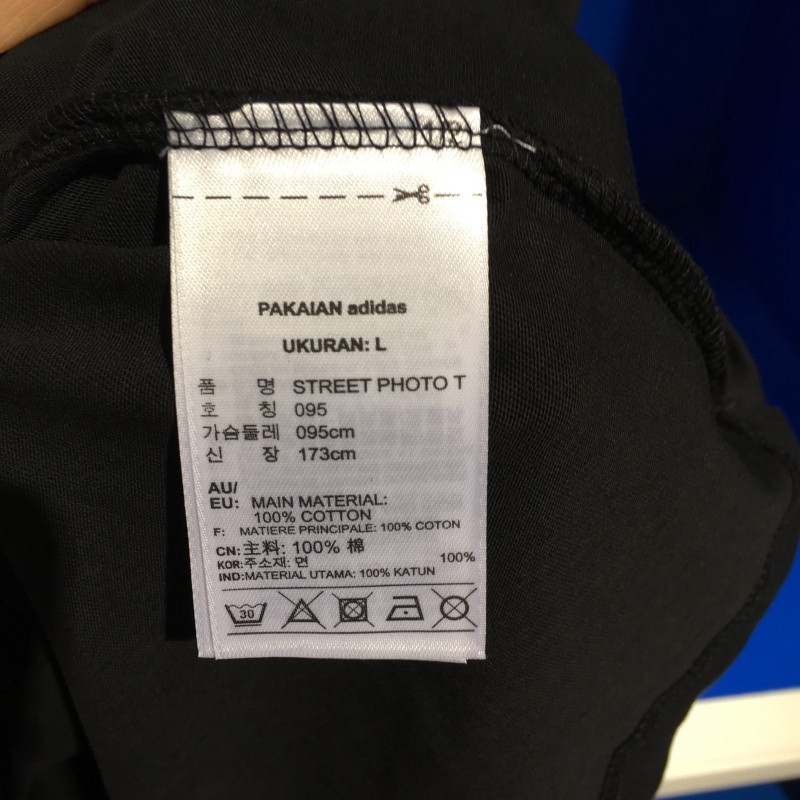 PAKAIAN adidas
UKURAN: L
품 명 STREET PHOTO T
호 칭 095
가슴둘레 095cm
신 장 173cm
AU/
EU: MAIN MATERIAL:
100% COTTON
F: MATIERE PRINCIPALE: 100% COTON
CN: 主料: 100% 棉
KOR: 주소재: 면 100%
IND: MATERIAL UTAMA: 100% KATUN
30